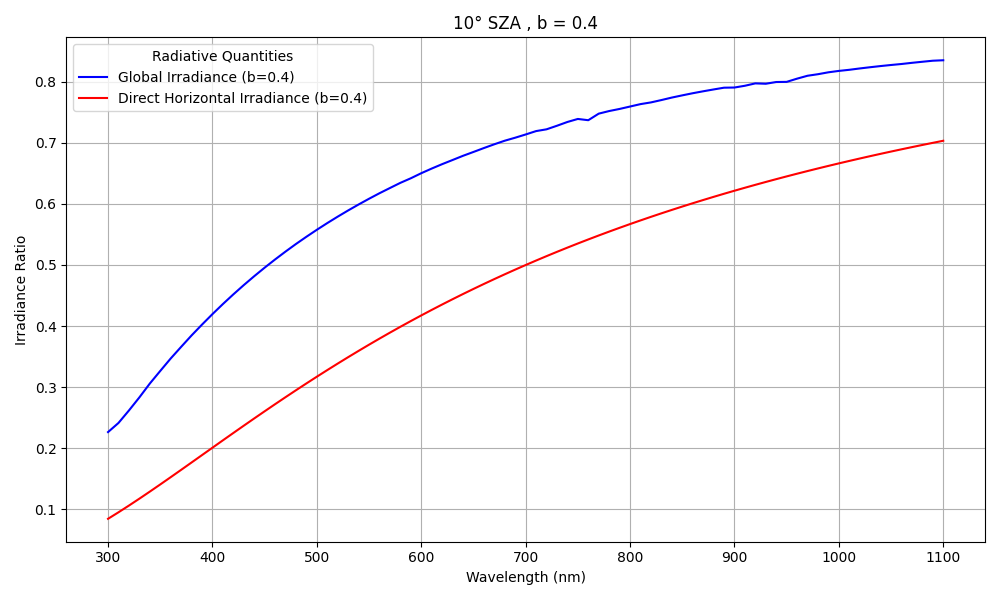 10° SZA , b = 0.4
Radiative Quantities
Global Irradiance (b=0.4)
Direct Horizontal Irradiance (b=0.4)
Irradiance Ratio
0.8
0.7
0.6
0.5
0.4
0.3
0.2
0.1
300 400 500 600 700 800 900 1000 1100
Wavelength (nm)